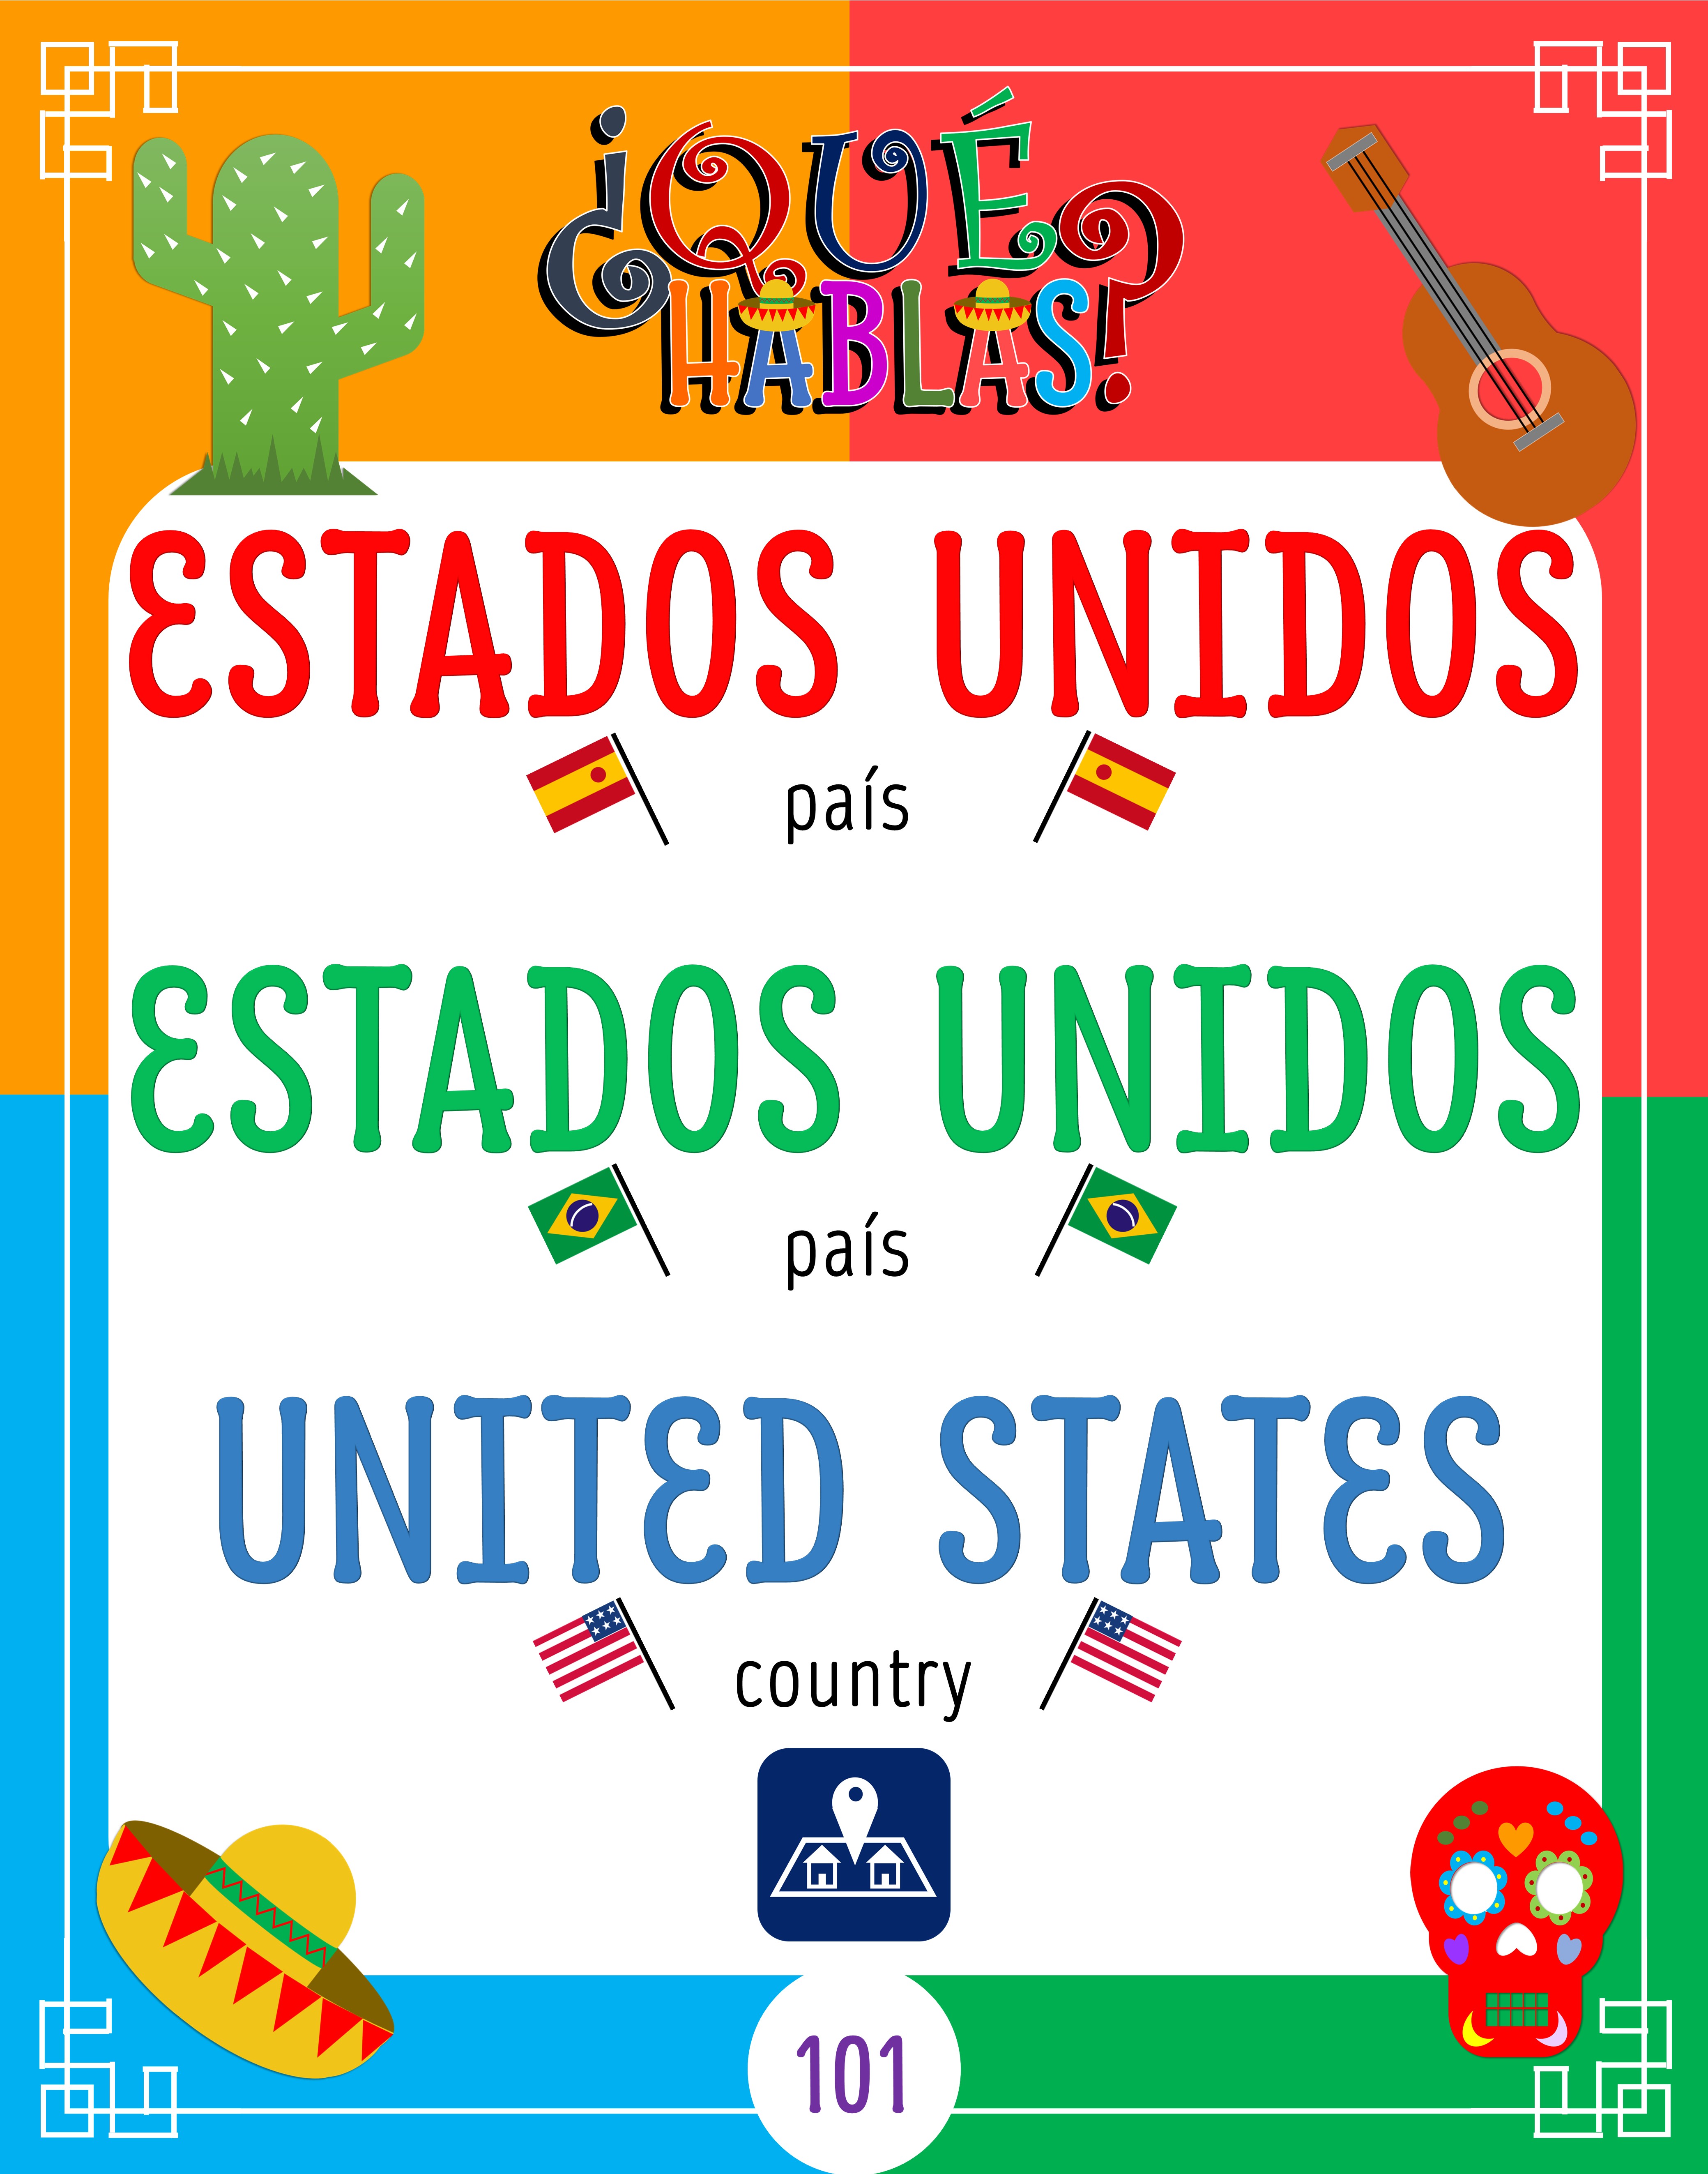 ¡¿QUÉ
HABLAS?!
ESTADOS UNIDOS
país
ESTADOS UNIDOS
país
UNITED STATES
country
101